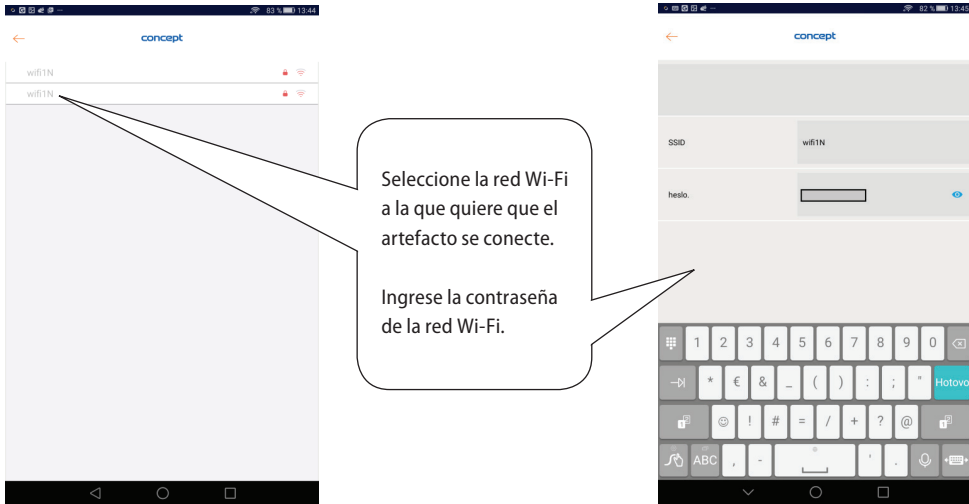 83 % 13:44
concept
wifi1N
wifi1N
Seleccione la red Wi-Fi
a la que quiere que el
artefacto se conecte.
Ingrese la contraseña
de la red Wi-Fi.
82 % 13:45
concept
SSID wifi1N
heslo.
1 2 3 4 5 6 7 8 9 0
* € & _ ( ) : ; " Hotovo
☺ ! # = / + ? @
ABC , - ' .